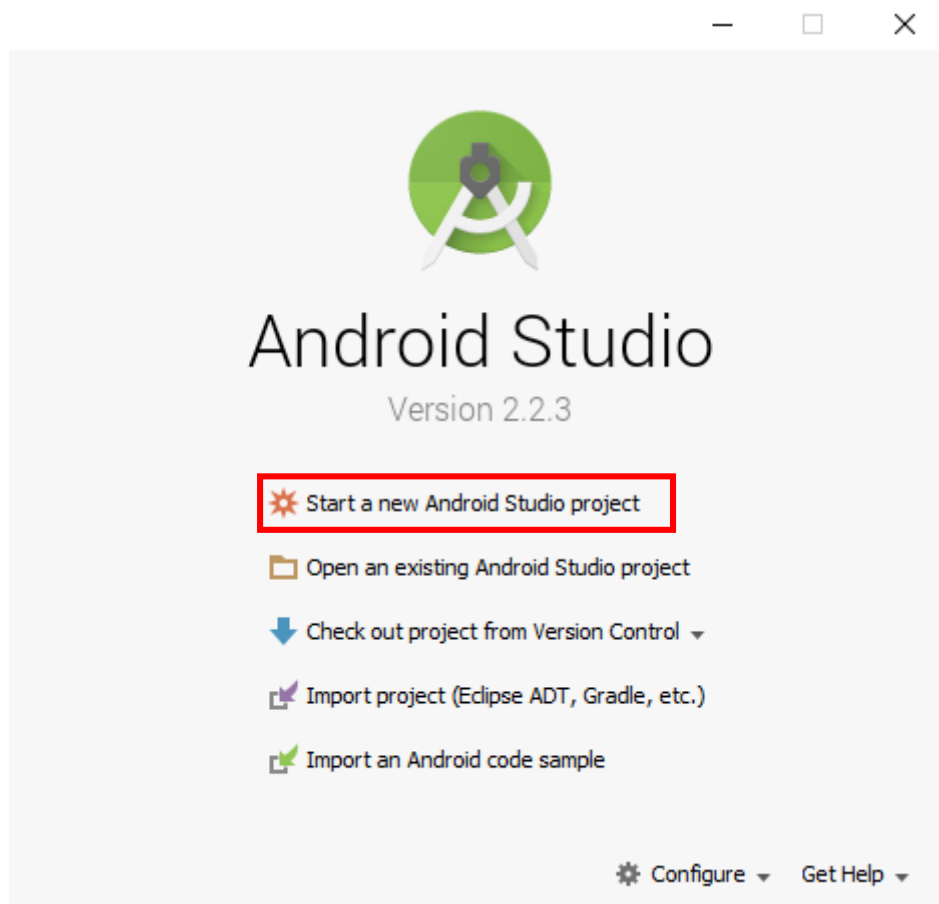 Android Studio
Version 2.2.3
Start a new Android Studio project
Open an existing Android Studio project
Check out project from Version Control
Import project (Eclipse ADT, Gradle, etc.)
Import an Android code sample
Configure Get Help